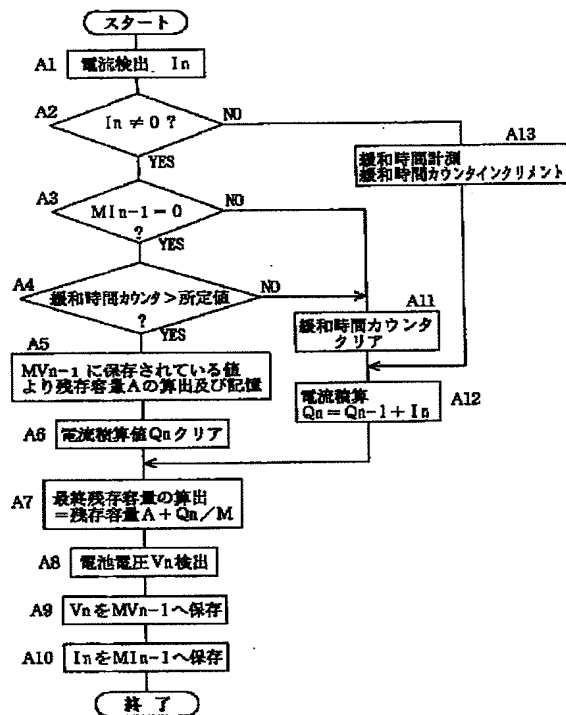 スタート
A1
電流検出 In
A2
In≠0?
NO
YES
A13
緩和時間計測
緩和時間カウンタインクリメント
A3
MIn-1=0
?
NO
YES
A4
緩和時間カウンタ>所定値
?
NO
YES
A11
緩和時間カウンタ
クリア
A5
MVn-1に保存されている値
より残存容量Aの算出及び記憶
A12
電流積算
Qn=Qn-1+In
A6
電流積算値Qnクリア
A7
最終残存容量の算出
=残存容量A+Qn/M
A8
電池電圧Vn検出
A9
VnをMVn-1へ保存
A10
InをMIn-1へ保存
終了